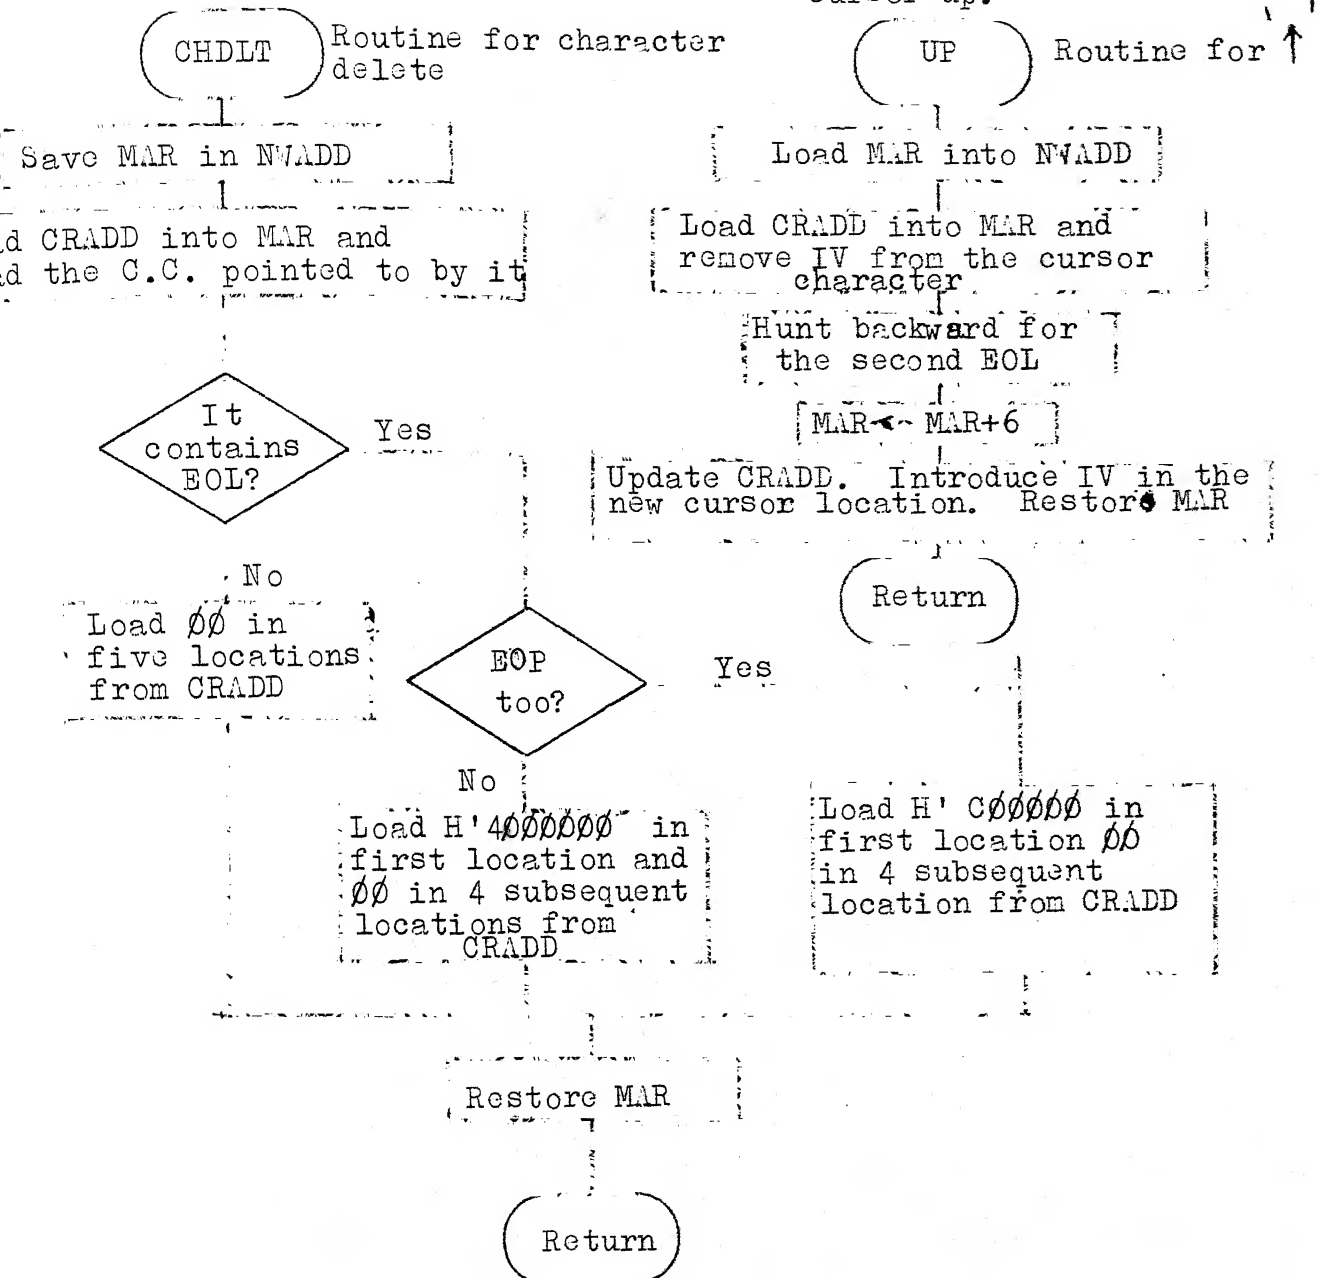 CHDLT
Routine for character
delete
Save MAR in NWADD
d CRADD into MAR and
d the C.C. pointed to by it
It
contains
EOL?
Yes
No
Load ØØ in
five locations
from CRADD
EOP
too?
Yes
No
Load H'4ØØØØØØ in
first location and
ØØ in 4 subsequent
locations from
CRADD
Load H' CØØØØØ in
first location ØØ
in 4 subsequent
location from CRADD
Restore MAR
Return
cursor up.
UP
Routine for ↑
Load MAR into NWADD
Load CRADD into MAR and
remove IV from the cursor
character
Hunt backward for
the second EOL
MAR <- MAR+6
Update CRADD. Introduce IV in the
new cursor location. Restore MAR
Return